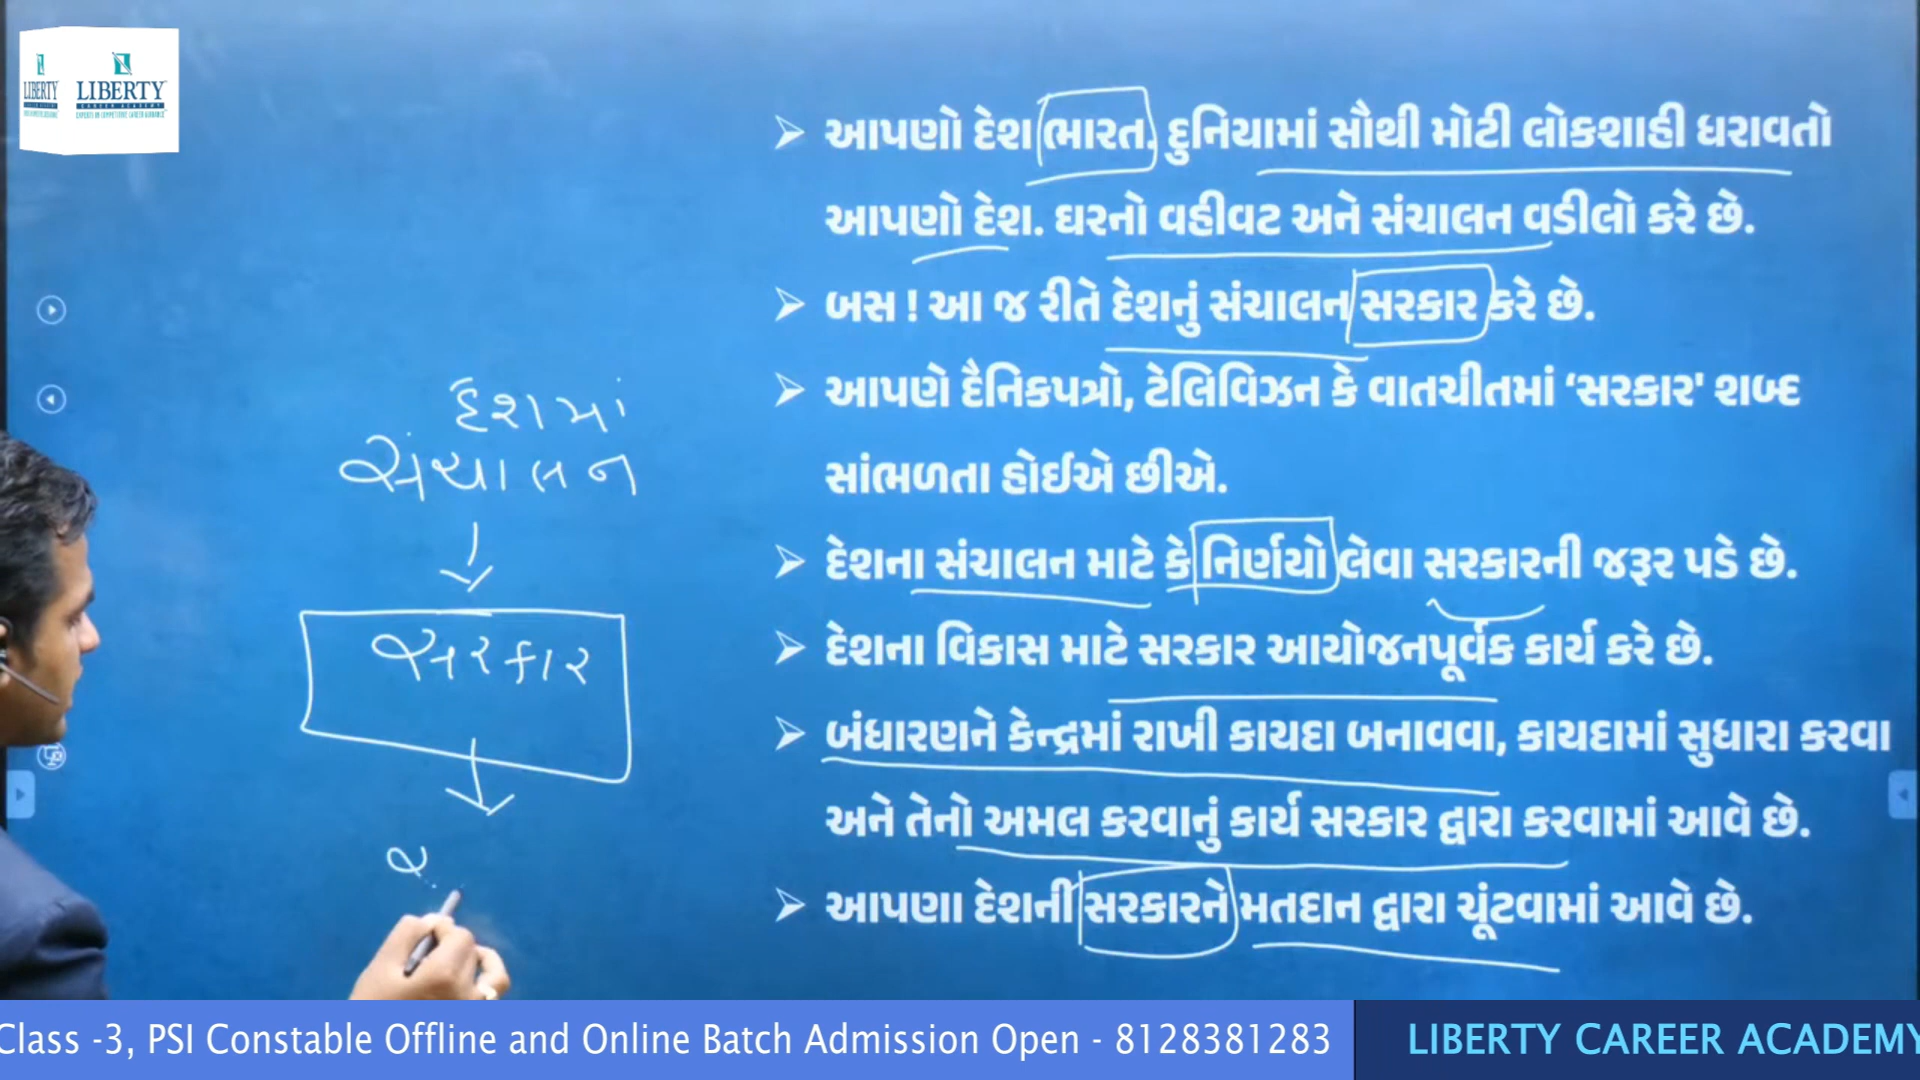 LIBERTY
LIBERTY
CAREER ACADEMY
આપણો દેશ ભારત. દુનિયામાં સૌથી મોટી લોકશાહી ધરાવતો
આપણો દેશ. ઘરનો વહીવટ અને સંચાલન વડીલો કરે છે.
બસ ! આ જ રીતે દેશનું સંચાલન સરકાર કરે છે.
આપણે દૈનિકપત્રો, ટેલિવિઝન કે વાતચીતમાં ‘સરકાર' શબ્દ
સાંભળતા હોઈએ છીએ.
દેશના સંચાલન માટે કે નિર્ણયો લેવા સરકારની જરૂર પડે છે.
દેશના વિકાસ માટે સરકાર આયોજનપૂર્વક કાર્ય કરે છે.
બંધારણને કેન્દ્રમાં રાખી કાયદા બનાવવા, કાયદામાં સુધારા કરવા
અને તેનો અમલ કરવાનું કાર્ય સરકાર દ્વારા કરવામાં આવે છે.
આપણા દેશની સરકારને મતદાન દ્વારા ચૂંટવામાં આવે છે.
દેશમાં
સંચાલન
સરકાર
Class -3, PSI Constable Offline and Online Batch Admission Open - 8128381283
LIBERTY CAREER ACADEMY